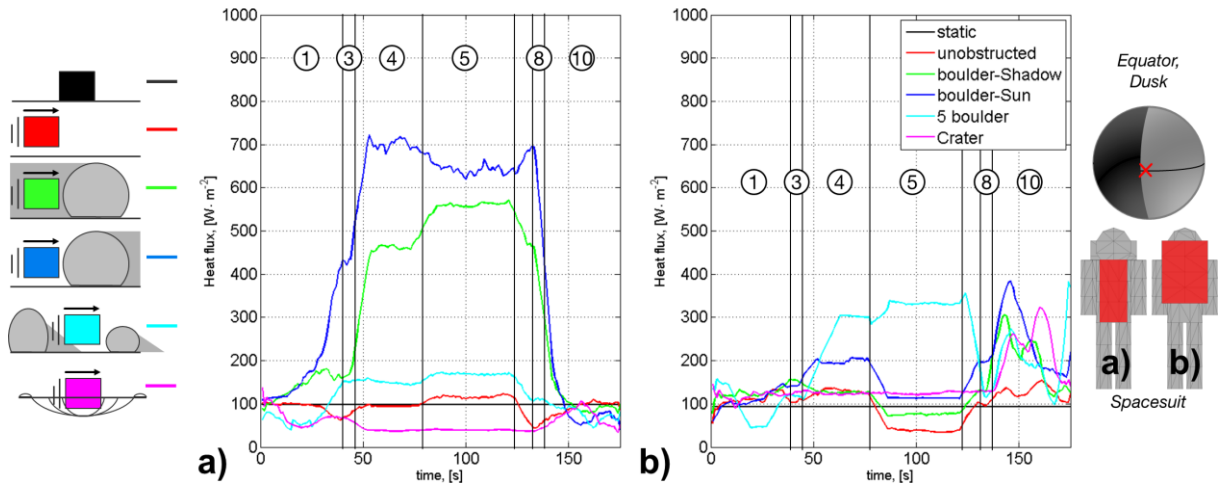 1000
900
800
700
600
500
400
300
200
100
0
Heat flux, [W· m⁻²]
1
3
4
5
8
10
0
50
100
150
time, [s]
a)
1000
900
800
700
600
500
400
300
200
100
0
Heat flux, [W· m⁻²]
static
unobstructed
boulder-Shadow
boulder-Sun
5 boulder
Crater
1
3
4
5
8
10
0
50
100
150
time, [s]
b)
Equator,
Dusk
a)
b)
Spacesuit